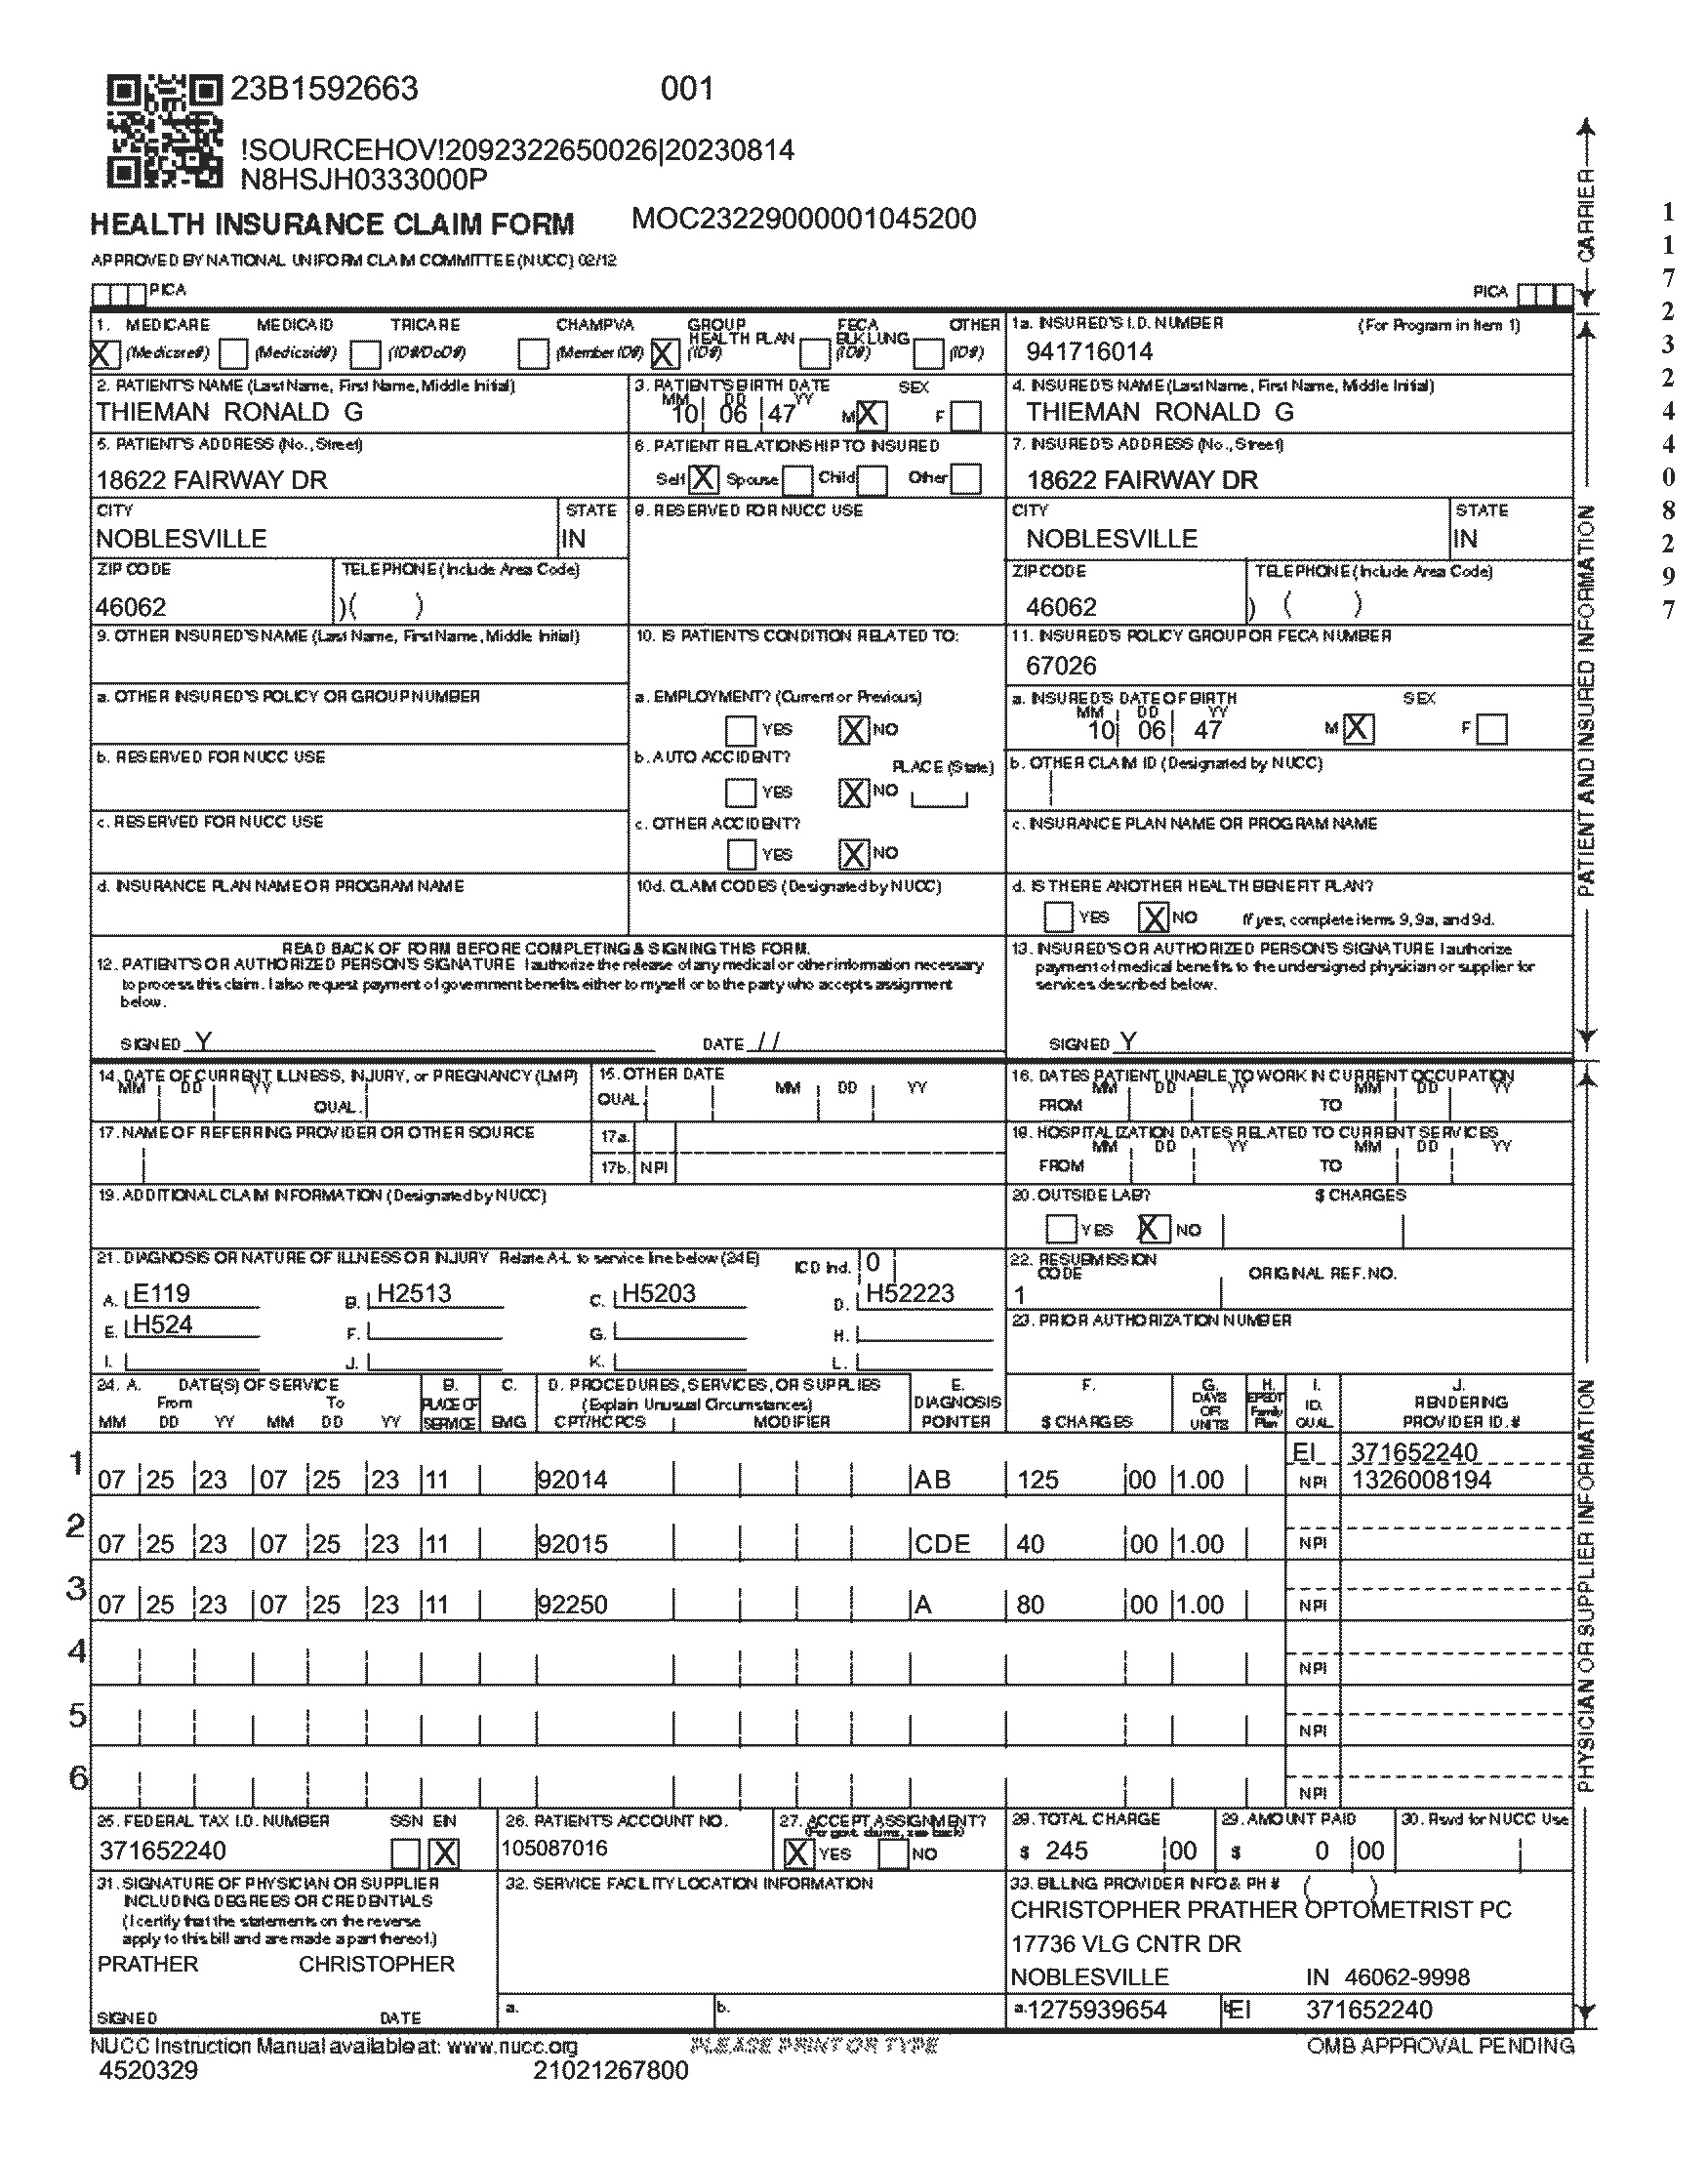 23B1592663 001
!SOURCEHOV!2092322650026|20230814
N8HSJH0333000P
HEALTH INSURANCE CLAIM FORM MOC23229000001045200
APPROVED BY NATIONAL UNIFORM CLAIM COMMITTEE (NUCC) 02/12
PICA PICA
CARRIER
1 1 7 2 3 2 4 4 0 8 2 9 7
1. MEDICARE MEDICAID TRICARE CHAMPVA GROUP HEALTH PLAN FECA BLK LUNG OTHER 1a. INSURED'S I.D. NUMBER (For Program in Item 1)
X (Medicare#) (Medicaid#) (ID#/DoD#) (Member ID#) X (ID#) (ID#) (ID#) 941716014
2. PATIENT'S NAME (Last Name, First Name, Middle Initial) 3. PATIENT'S BIRTH DATE SEX 4. INSURED'S NAME (Last Name, First Name, Middle Initial)
MM DD YY
THIEMAN RONALD G 10 06 47 M X F THIEMAN RONALD G
5. PATIENT'S ADDRESS (No., Street) 6. PATIENT RELATIONSHIP TO INSURED 7. INSURED'S ADDRESS (No., Street)
18622 FAIRWAY DR Self X Spouse Child Other 18622 FAIRWAY DR
CITY STATE 8. RESERVED FOR NUCC USE CITY STATE
NOBLESVILLE IN NOBLESVILLE IN
ZIP CODE TELEPHONE (Include Area Code) ZIP CODE TELEPHONE (Include Area Code)
46062 )( ) 46062 ) ( )
9. OTHER INSURED'S NAME (Last Name, First Name, Middle Initial) 10. IS PATIENT'S CONDITION RELATED TO: 11. INSURED'S POLICY GROUP OR FECA NUMBER
67026
a. OTHER INSURED'S POLICY OR GROUP NUMBER a. EMPLOYMENT? (Current or Previous) a. INSURED'S DATE OF BIRTH SEX
MM DD YY
YES X NO 10 06 47 M X F
b. RESERVED FOR NUCC USE b. AUTO ACCIDENT? PLACE (State) b. OTHER CLAIM ID (Designated by NUCC)
YES X NO
c. RESERVED FOR NUCC USE c. OTHER ACCIDENT? c. INSURANCE PLAN NAME OR PROGRAM NAME
YES X NO
d. INSURANCE PLAN NAME OR PROGRAM NAME 10d. CLAIM CODES (Designated by NUCC) d. IS THERE ANOTHER HEALTH BENEFIT PLAN?
YES X NO If yes, complete items 9, 9a, and 9d.
PATIENT AND INSURED INFORMATION
READ BACK OF FORM BEFORE COMPLETING & SIGNING THIS FORM.
12. PATIENT'S OR AUTHORIZED PERSON'S SIGNATURE I authorize the release of any medical or other information necessary
to process this claim. I also request payment of government benefits either to myself or to the party who accepts assignment
below.
SIGNED Y DATE / /
13. INSURED'S OR AUTHORIZED PERSON'S SIGNATURE I authorize
payment of medical benefits to the undersigned physician or supplier for
services described below.
SIGNED Y
14. DATE OF CURRENT ILLNESS, INJURY, or PREGNANCY (LMP) 15. OTHER DATE 16. DATES PATIENT UNABLE TO WORK IN CURRENT OCCUPATION
MM DD YY QUAL. QUAL. MM DD YY MM DD YY MM DD YY
FROM TO
17. NAME OF REFERRING PROVIDER OR OTHER SOURCE 17a. 18. HOSPITALIZATION DATES RELATED TO CURRENT SERVICES
MM DD YY MM DD YY
17b. NPI FROM TO
19. ADDITIONAL CLAIM INFORMATION (Designated by NUCC) 20. OUTSIDE LAB? $ CHARGES
YES X NO
21. DIAGNOSIS OR NATURE OF ILLNESS OR INJURY Relate A-L to service line below (24E) ICD Ind. 0 22. RESUBMISSION CODE ORIGINAL REF. NO.
A. E119 B. H2513 C. H5203 D. H52223 1
E. H524 F. G. H. 23. PRIOR AUTHORIZATION NUMBER
I. J. K. L.
24. A. DATE(S) OF SERVICE B. C. D. PROCEDURES, SERVICES, OR SUPPLIES E. F. G. H. I. J.
From To PLACE OF (Explain Unusual Circumstances) DIAGNOSIS DAYS OR EPSDT Family ID. RENDERING
MM DD YY MM DD YY SERVICE EMG CPT/HCPCS MODIFIER POINTER $ CHARGES UNITS Plan QUAL. PROVIDER ID. #
EI 371652240
1 07 25 23 07 25 23 11 92014 AB 125 00 1.00 NPI 1326008194
2 07 25 23 07 25 23 11 92015 CDE 40 00 1.00 NPI
3 07 25 23 07 25 23 11 92250 A 80 00 1.00 NPI
4 NPI
5 NPI
6 NPI
PHYSICIAN OR SUPPLIER INFORMATION
25. FEDERAL TAX I.D. NUMBER SSN EIN 26. PATIENT'S ACCOUNT NO. 27. ACCEPT ASSIGNMENT? 28. TOTAL CHARGE 29. AMOUNT PAID 30. Rsvd for NUCC Use
(For govt. claims, see back)
371652240 X 105087016 X YES NO $ 245 00 $ 0 00
31. SIGNATURE OF PHYSICIAN OR SUPPLIER 32. SERVICE FACILITY LOCATION INFORMATION 33. BILLING PROVIDER INFO & PH # ( )
INCLUDING DEGREES OR CREDENTIALS
(I certify that the statements on the reverse
apply to this bill and are made a part thereof.)
PRATHER CHRISTOPHER
SIGNED DATE a. b.
CHRISTOPHER PRATHER OPTOMETRIST PC
17736 VLG CNTR DR
NOBLESVILLE IN 46062-9998
a. 1275939654 b. EI 371652240
NUCC Instruction Manual available at: www.nucc.org PLEASE PRINT OR TYPE OMB APPROVAL PENDING
4520329 21021267800